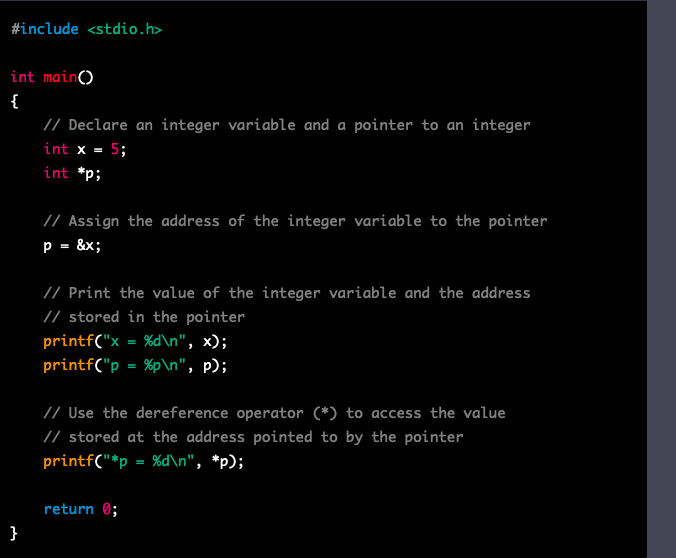 #include <stdio.h>
int main()
{
    // Declare an integer variable and a pointer to an integer
    int x = 5;
    int *p;
    // Assign the address of the integer variable to the pointer
    p = &x;
    // Print the value of the integer variable and the address
    // stored in the pointer
    printf("x = %d\n", x);
    printf("p = %p\n", p);
    // Use the dereference operator (*) to access the value
    // stored at the address pointed to by the pointer
    printf("*p = %d\n", *p);
    return 0;
}